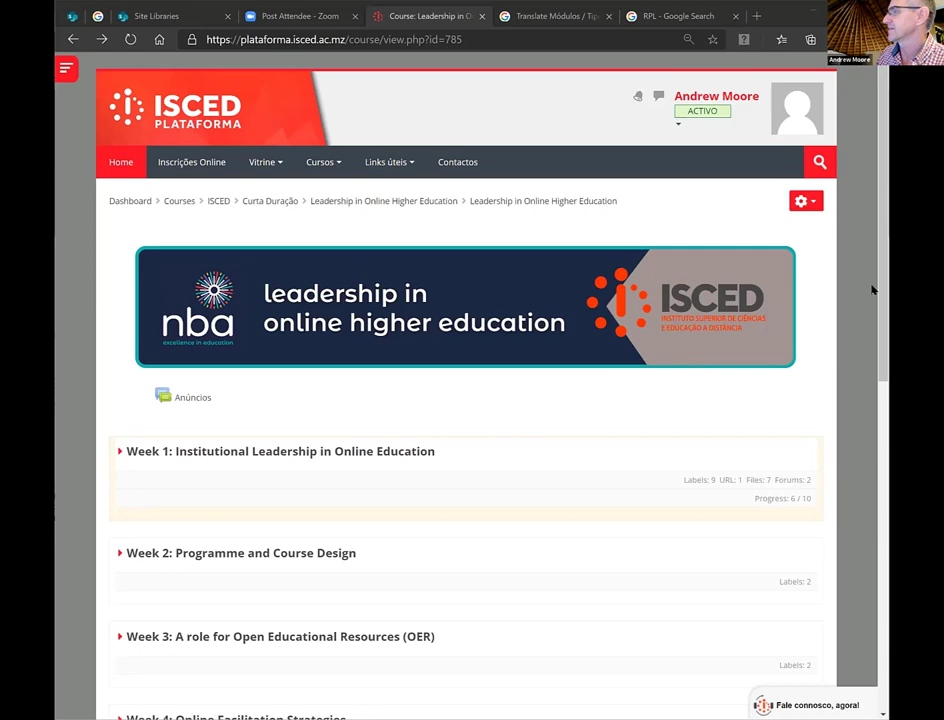 Site Libraries
Post Attendee - Zoom
Course: Leadership in O
Translate Módulos / Tip
RPL - Google Search
Andrew Moore
https://plataforma.isced.ac.mz/course/view.php?id=785
ISCED
PLATAFORMA
Andrew Moore
ACTIVO
Home Inscrições Online Vitrine Cursos Links úteis Contactos
Dashboard > Courses > ISCED > Curta Duração > Leadership in Online Higher Education > Leadership in Online Higher Education
nba
excellence in education
leadership in
online higher education
ISCED
INSTITUTO SUPERIOR DE CIÊNCIAS
E EDUCAÇÃO A DISTÂNCIA
Anúncios
Week 1: Institutional Leadership in Online Education
Labels: 9 URL: 1 Files: 7 Forums: 2
Progress: 6 / 10
Week 2: Programme and Course Design
Labels: 2
Week 3: A role for Open Educational Resources (OER)
Labels: 2
Week 4: Online Facilitation Strategies
Fale connosco, agora!